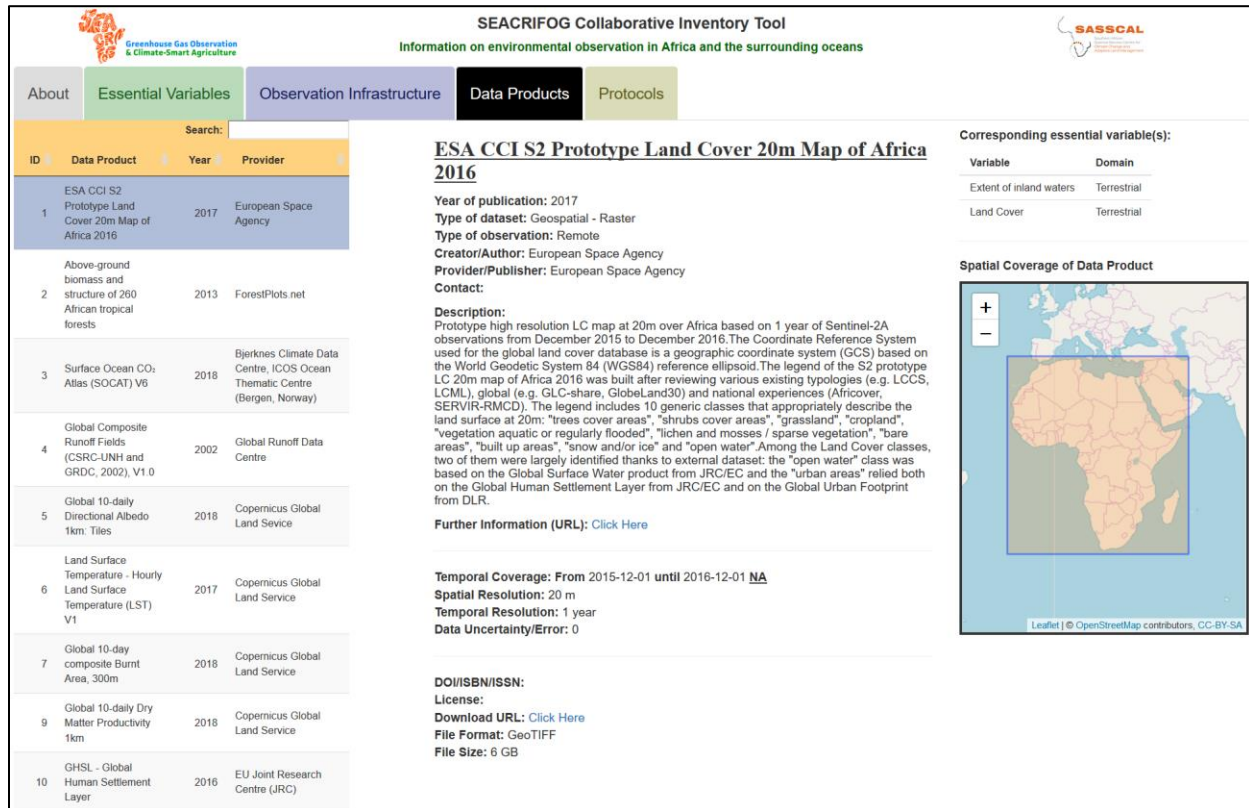 SEACRIFOG
Greenhouse Gas Observation
& Climate-Smart Agriculture
SEACRIFOG Collaborative Inventory Tool
Information on environmental observation in Africa and the surrounding oceans
SASSCAL
About
Essential Variables
Observation Infrastructure
Data Products
Protocols
Search:
ID Data Product Year Provider
1 ESA CCI S2 Prototype Land Cover 20m Map of Africa 2016 2017 European Space Agency
2 Above-ground biomass and structure of 260 African tropical forests 2013 ForestPlots.net
3 Surface Ocean CO₂ Atlas (SOCAT) V6 2018 Bjerknes Climate Data Centre, ICOS Ocean Thematic Centre (Bergen, Norway)
4 Global Composite Runoff Fields (CSRC-UNH and GRDC, 2002), V1.0 2002 Global Runoff Data Centre
5 Global 10-daily Directional Albedo 1km: Tiles 2018 Copernicus Global Land Sevice
6 Land Surface Temperature - Hourly Land Surface Temperature (LST) V1 2017 Copernicus Global Land Service
7 Global 10-day composite Burnt Area, 300m 2018 Copernicus Global Land Service
9 Global 10-daily Dry Matter Productivity 1km 2018 Copernicus Global Land Service
10 GHSL - Global Human Settlement Layer 2016 EU Joint Research Centre (JRC)
ESA CCI S2 Prototype Land Cover 20m Map of Africa
2016
Year of publication: 2017
Type of dataset: Geospatial - Raster
Type of observation: Remote
Creator/Author: European Space Agency
Provider/Publisher: European Space Agency
Contact:
Description:
Prototype high resolution LC map at 20m over Africa based on 1 year of Sentinel-2A
observations from December 2015 to December 2016.The Coordinate Reference System
used for the global land cover database is a geographic coordinate system (GCS) based on
the World Geodetic System 84 (WGS84) reference ellipsoid.The legend of the S2 prototype
LC 20m map of Africa 2016 was built after reviewing various existing typologies (e.g. LCCS,
LCML), global (e.g. GLC-share, GlobeLand30) and national experiences (Africover,
SERVIR-RMCD). The legend includes 10 generic classes that appropriately describe the
land surface at 20m: "trees cover areas", "shrubs cover areas", "grassland", "cropland",
"vegetation aquatic or regularly flooded", "lichen and mosses / sparse vegetation", "bare
areas", "built up areas", "snow and/or ice" and "open water".Among the Land Cover classes,
two of them were largely identified thanks to external dataset: the "open water" class was
based on the Global Surface Water product from JRC/EC and the "urban areas" relied both
on the Global Human Settlement Layer from JRC/EC and on the Global Urban Footprint
from DLR.
Further Information (URL): Click Here
Temporal Coverage: From 2015-12-01 until 2016-12-01 NA
Spatial Resolution: 20 m
Temporal Resolution: 1 year
Data Uncertainty/Error: 0
DOI/ISBN/ISSN:
License:
Download URL: Click Here
File Format: GeoTIFF
File Size: 6 GB
Corresponding essential variable(s):
Variable Domain
Extent of inland waters Terrestrial
Land Cover Terrestrial
Spatial Coverage of Data Product
+
−
Leaflet | © OpenStreetMap contributors, CC-BY-SA